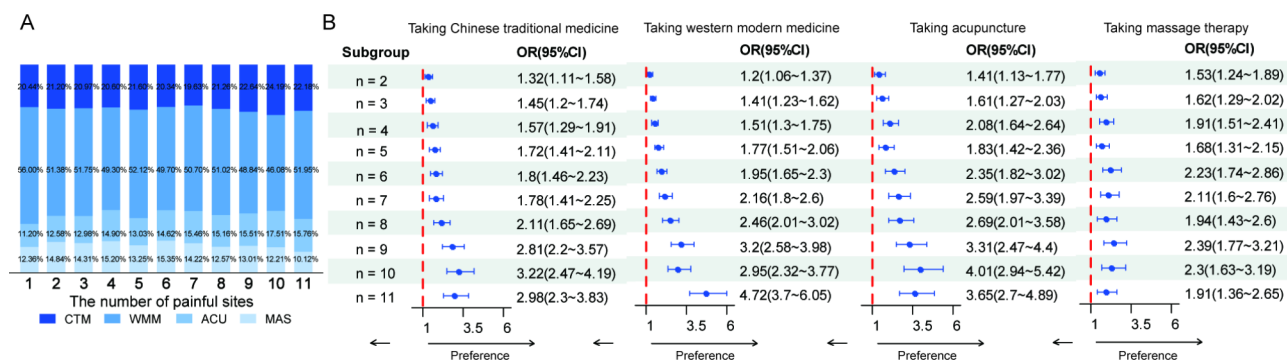 A
20.44% 21.20% 20.97% 20.60% 21.60% 20.34% 19.63% 21.26% 22.64% 24.19% 22.18%
56.00% 51.38% 51.75% 49.30% 52.12% 49.70% 50.70% 51.02% 48.84% 46.08% 51.95%
11.20% 12.58% 12.98% 14.90% 13.03% 14.62% 15.46% 15.16% 15.51% 17.51% 15.76%
12.36% 14.84% 14.31% 15.20% 13.25% 15.35% 14.22% 12.57% 13.01% 12.21% 10.12%
1 2 3 4 5 6 7 8 9 10 11
The number of painful sites
CTM WMM ACU MAS
B
Taking Chinese traditional medicine Taking western modern medicine Taking acupuncture Taking massage therapy
Subgroup OR(95%CI) OR(95%CI) OR(95%CI) OR(95%CI)
n = 2 1.32(1.11~1.58) 1.2(1.06~1.37) 1.41(1.13~1.77) 1.53(1.24~1.89)
n = 3 1.45(1.2~1.74) 1.41(1.23~1.62) 1.61(1.27~2.03) 1.62(1.29~2.02)
n = 4 1.57(1.29~1.91) 1.51(1.3~1.75) 2.08(1.64~2.64) 1.91(1.51~2.41)
n = 5 1.72(1.41~2.11) 1.77(1.51~2.06) 1.83(1.42~2.36) 1.68(1.31~2.15)
n = 6 1.8(1.46~2.23) 1.95(1.65~2.3) 2.35(1.82~3.02) 2.23(1.74~2.86)
n = 7 1.78(1.41~2.25) 2.16(1.8~2.6) 2.59(1.97~3.39) 2.11(1.6~2.76)
n = 8 2.11(1.65~2.69) 2.46(2.01~3.02) 2.69(2.01~3.58) 1.94(1.43~2.6)
n = 9 2.81(2.2~3.57) 3.2(2.58~3.98) 3.31(2.47~4.4) 2.39(1.77~3.21)
n = 10 3.22(2.47~4.19) 2.95(2.32~3.77) 4.01(2.94~5.42) 2.3(1.63~3.19)
n = 11 2.98(2.3~3.83) 4.72(3.7~6.05) 3.65(2.7~4.89) 1.91(1.36~2.65)
1 3.5 6 1 3.5 6 1 3.5 6 1 3.5 6
Preference Preference Preference Preference